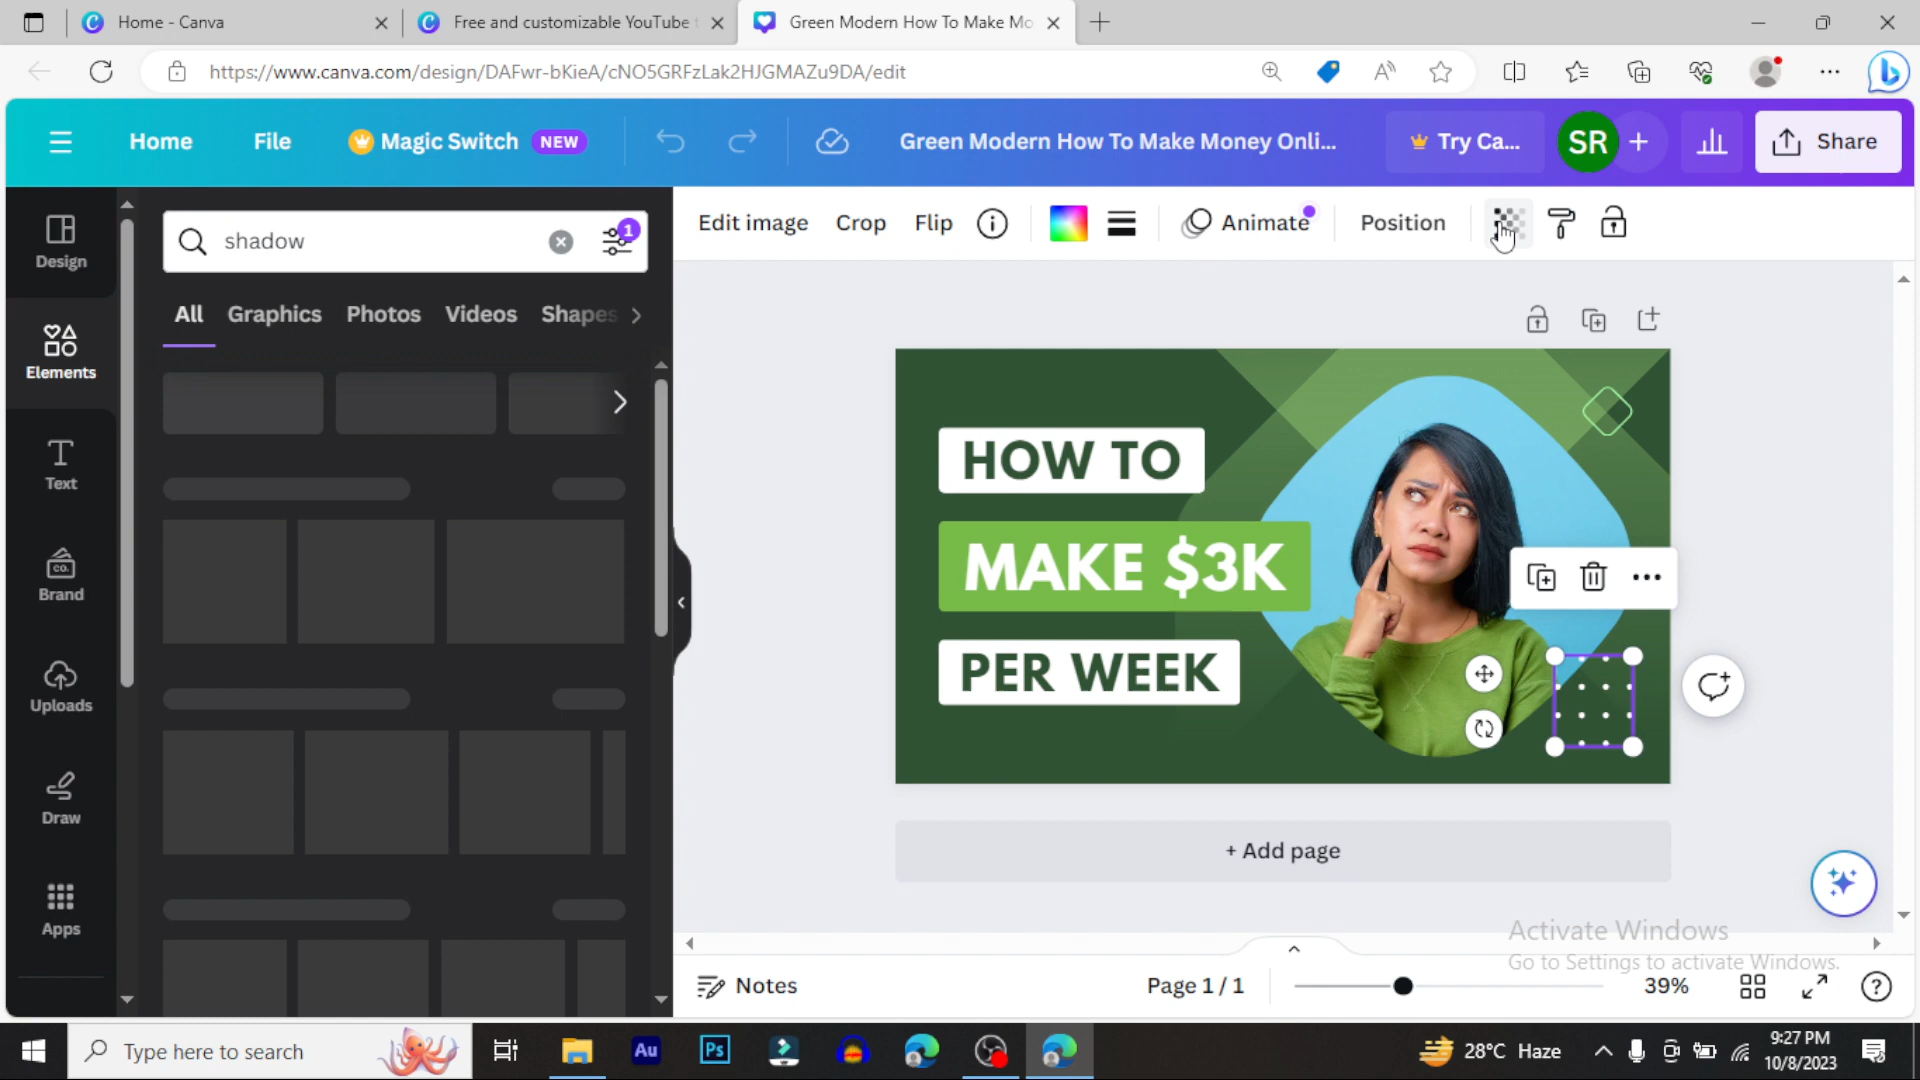 Home - Canva
Free and customizable YouTube
Green Modern How To Make Mo
https://www.canva.com/design/DAFwr-bKieA/cNO5GRFzLak2HJGMAZu9DA/edit
Home
File
Magic Switch NEW
Green Modern How To Make Money Onli...
Try Ca...
SR
+
Share
Design
Elements
Text
CO.
Brand
Uploads
Draw
Apps
shadow
1
All
Graphics
Photos
Videos
Shapes
Edit image
Crop
Flip
Animate
Position
HOW TO
MAKE $3K
PER WEEK
+ Add page
Activate Windows
Go to Settings to activate Windows.
Notes
Page 1 / 1
39%
Type here to search
Au
Ps
28°C Haze
9:27 PM
10/8/2023